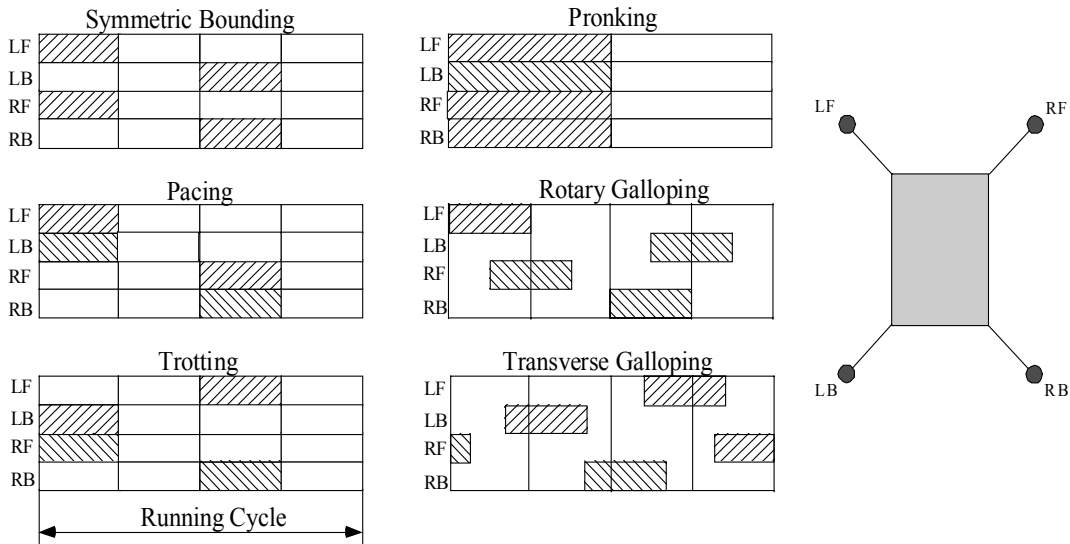 Symmetric Bounding
LF
LB
RF
RB
Pronking
LF
LB
RF
RB
Pacing
LF
LB
RF
RB
Rotary Galloping
LF
LB
RF
RB
Trotting
LF
LB
RF
RB
Running Cycle
Transverse Galloping
LF
LB
RF
RB
LF
RF
LB
RB